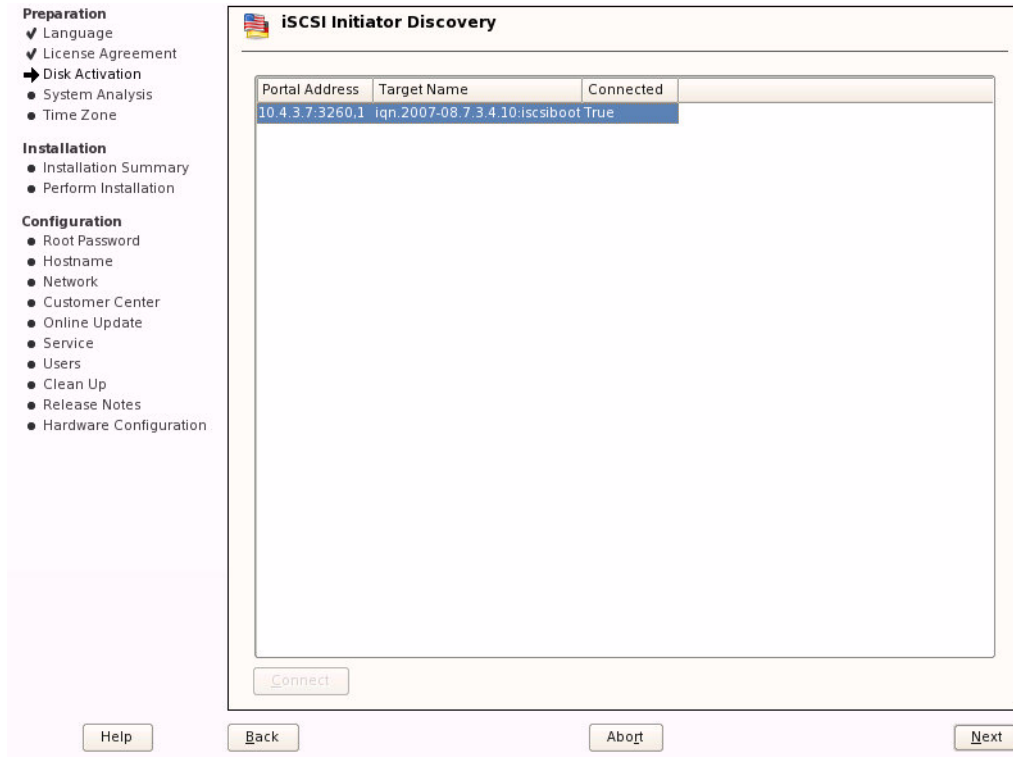 Preparation
Language
License Agreement
Disk Activation
System Analysis
Time Zone
Installation
Installation Summary
Perform Installation
Configuration
Root Password
Hostname
Network
Customer Center
Online Update
Service
Users
Clean Up
Release Notes
Hardware Configuration
iSCSI Initiator Discovery
Portal Address Target Name Connected
10.4.3.7:3260,1 iqn.2007-08.7.3.4.10:iscsiboot True
Connect
Help Back Abort Next